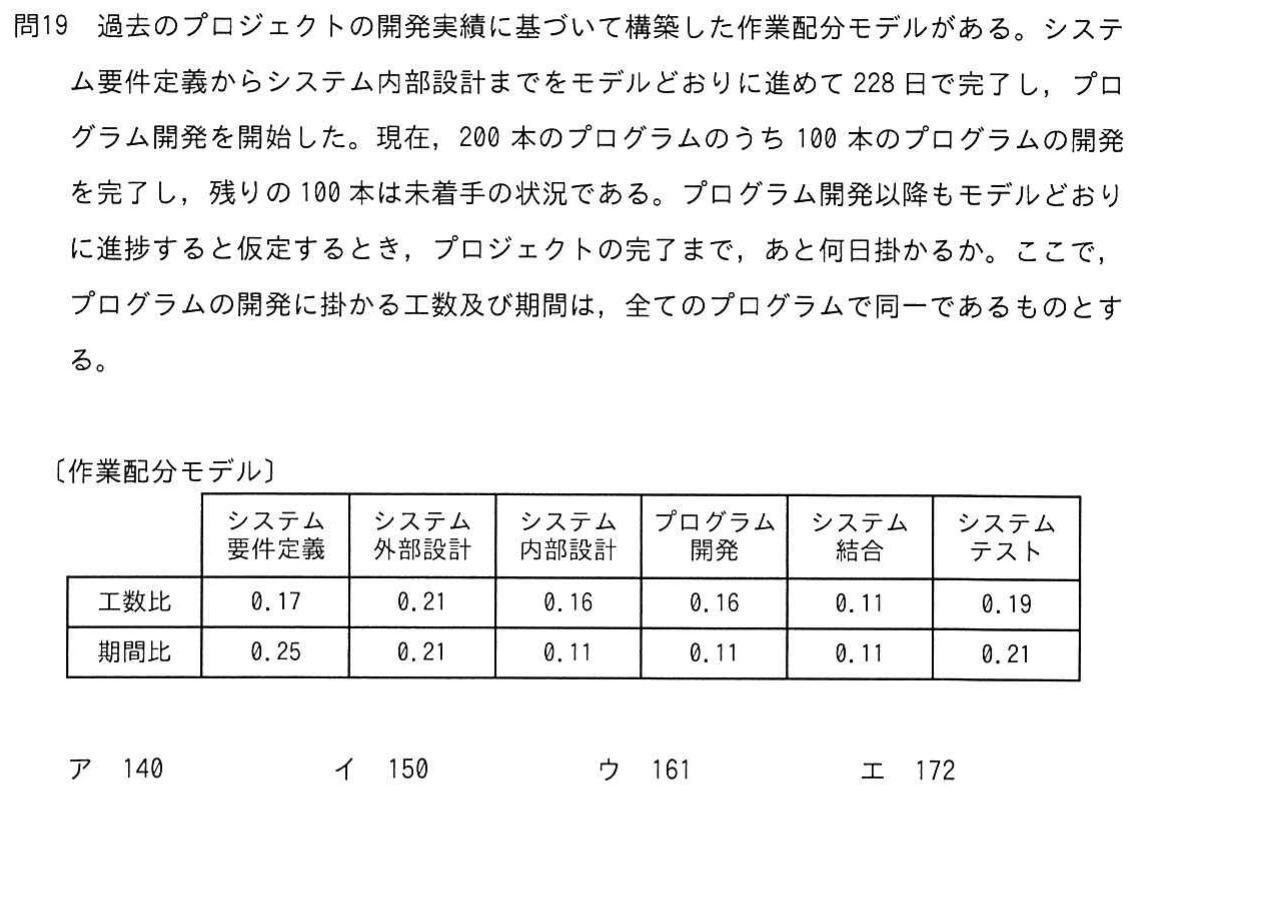 問19 過去のプロジェクトの開発実績に基づいて構築した作業配分モデルがある。システ
ム要件定義からシステム内部設計までをモデルどおりに進めて 228 日で完了し，プロ
グラム開発を開始した。現在，200 本のプログラムのうち 100 本のプログラムの開発
を完了し，残りの 100 本は未着手の状況である。プログラム開発以降もモデルどおり
に進捗すると仮定するとき，プロジェクトの完了まで，あと何日掛かるか。ここで，
プログラムの開発に掛かる工数及び期間は，全てのプログラムで同一であるものとす
る。
〔作業配分モデル〕
システム要件定義 システム外部設計 システム内部設計 プログラム開発 システム結合 システムテスト
工数比 0.17 0.21 0.16 0.16 0.11 0.19
期間比 0.25 0.21 0.11 0.11 0.11 0.21
ア 140 イ 150 ウ 161 エ 172